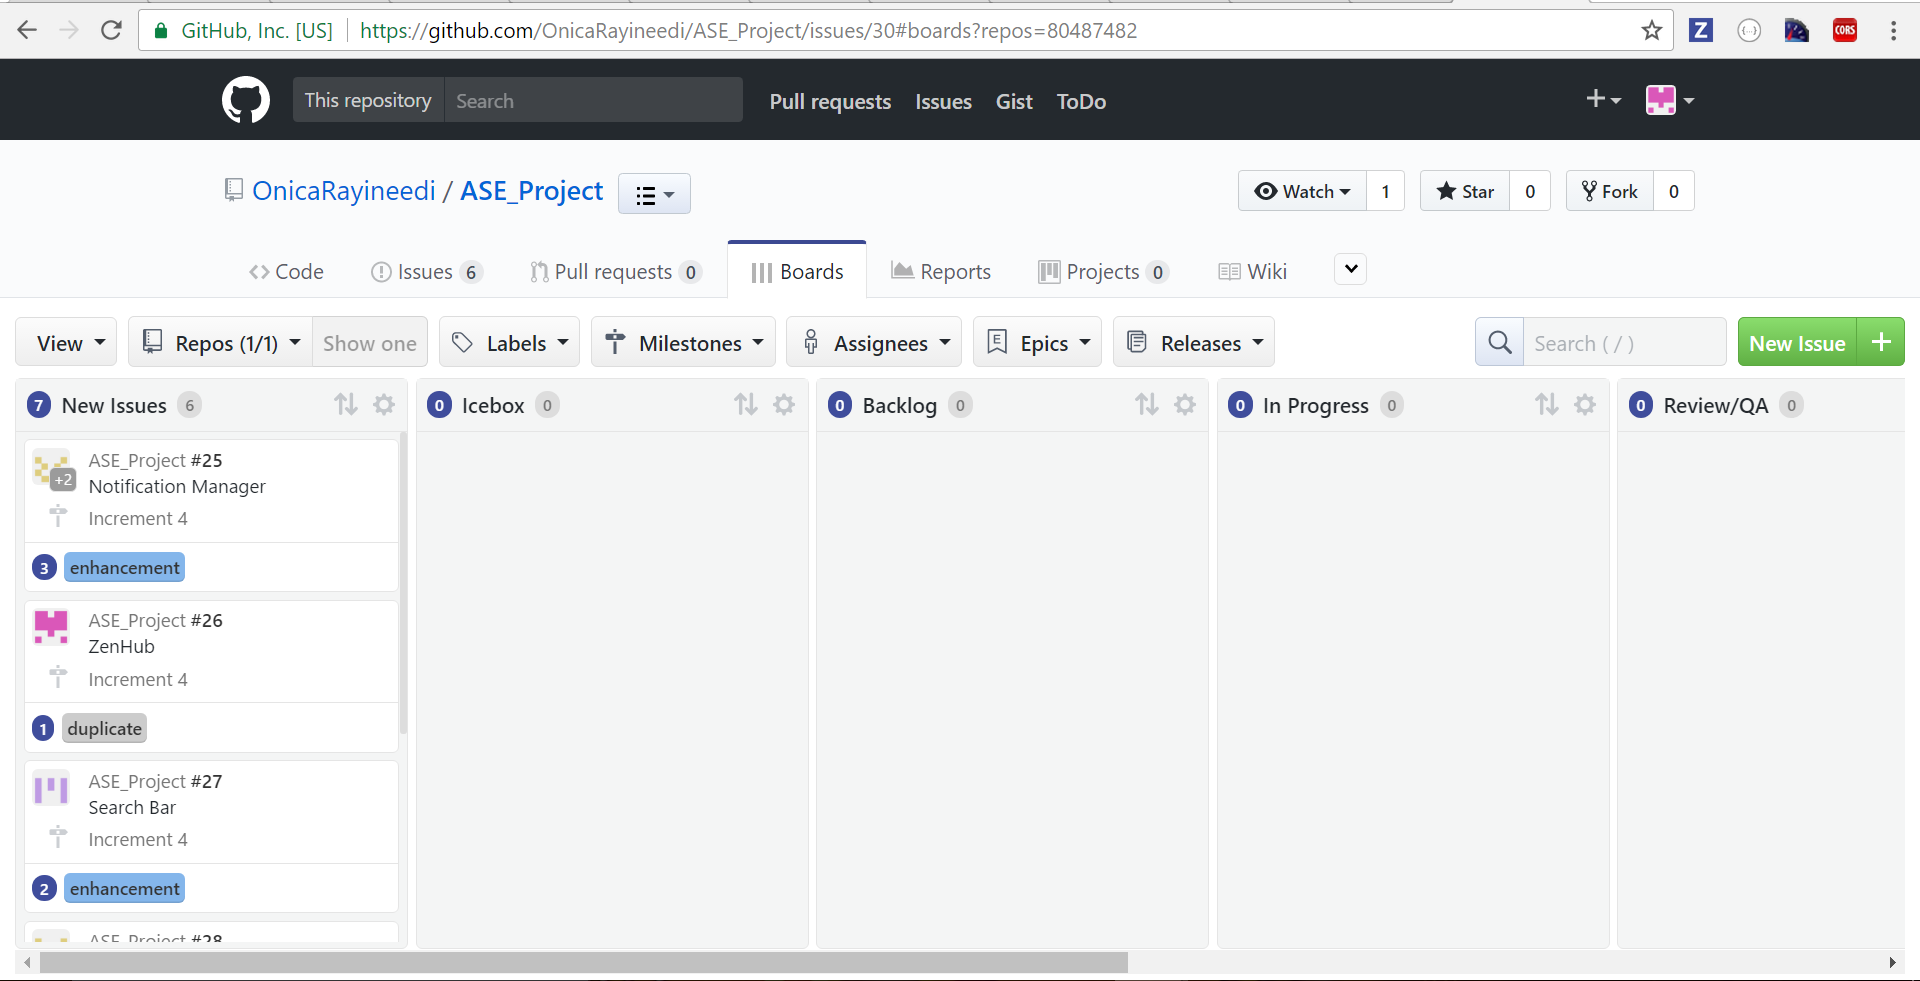 GitHub, Inc. [US] https://github.com/OnicaRayineedi/ASE_Project/issues/30#boards?repos=80487482
Z {···} CORS
This repository Search Pull requests Issues Gist ToDo
OnicaRayineedi / ASE_Project
Watch 1 Star 0 Fork 0
Code Issues 6 Pull requests 0 Boards Reports Projects 0 Wiki
View Repos (1/1) Show one Labels Milestones Assignees E Epics Releases Search ( / ) New Issue +
7 New Issues 6 0 Icebox 0 0 Backlog 0 0 In Progress 0 0 Review/QA 0
ASE_Project #25
+2 Notification Manager
Increment 4
3 enhancement
ASE_Project #26
ZenHub
Increment 4
1 duplicate
ASE_Project #27
Search Bar
Increment 4
2 enhancement
ASE_Project #28